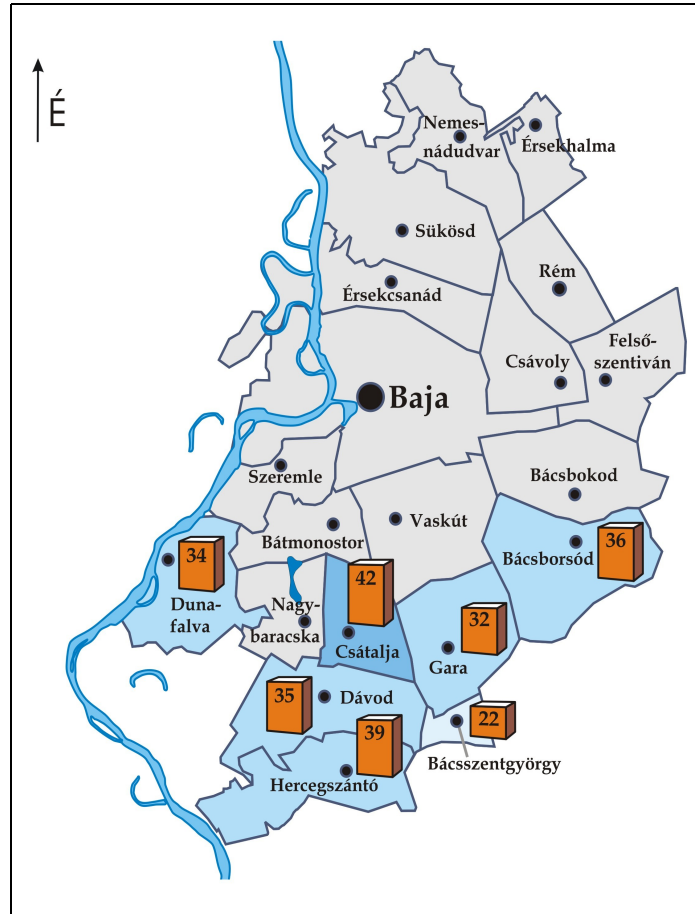 É
Nemes-
nádudvar
Érsekhalma
Sükösd
Rém
Érsekcsanád
Felső-
szentiván
Csávoly
Baja
Szeremle
Bácsbokod
Vaskút
Bátmonostor
36
Bácsborsód
34
42
Duna-
falva
Nagy-
baracska
32
Csátalja
Gara
35
Dávod
22
39
Bácsszentgyörgy
Hercegszántó